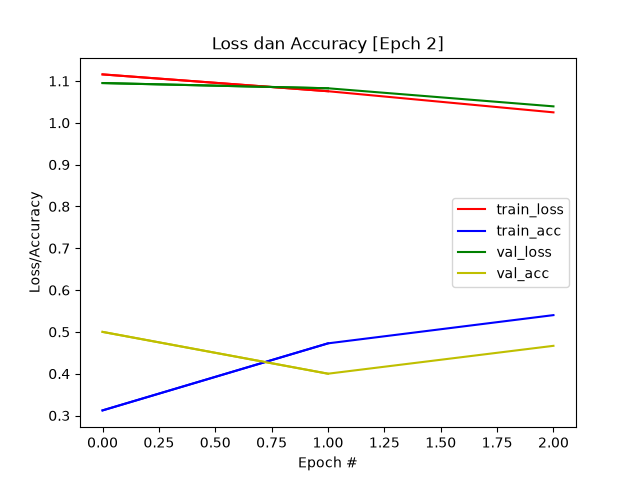 Loss dan Accuracy [Epch 2]
Loss/Accuracy
1.1
1.0
0.9
0.8
0.7
0.6
0.5
0.4
0.3
train_loss
train_acc
val_loss
val_acc
0.00 0.25 0.50 0.75 1.00 1.25 1.50 1.75 2.00
Epoch #